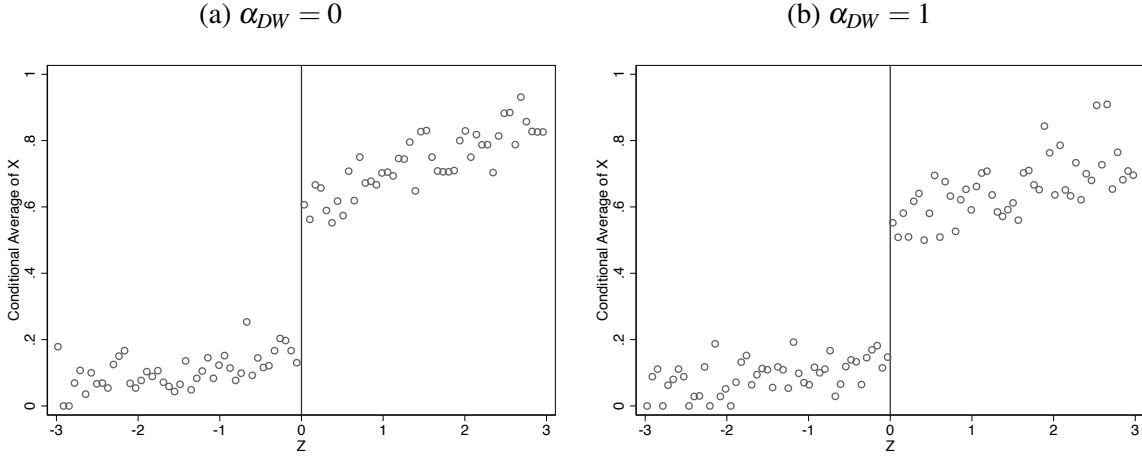 (a) α_DW = 0
(b) α_DW = 1
Conditional Average of X
0 .2 .4 .6 .8 1
-3 -2 -1 0 1 2 3
Z
Conditional Average of X
0 .2 .4 .6 .8 1
-3 -2 -1 0 1 2 3
Z